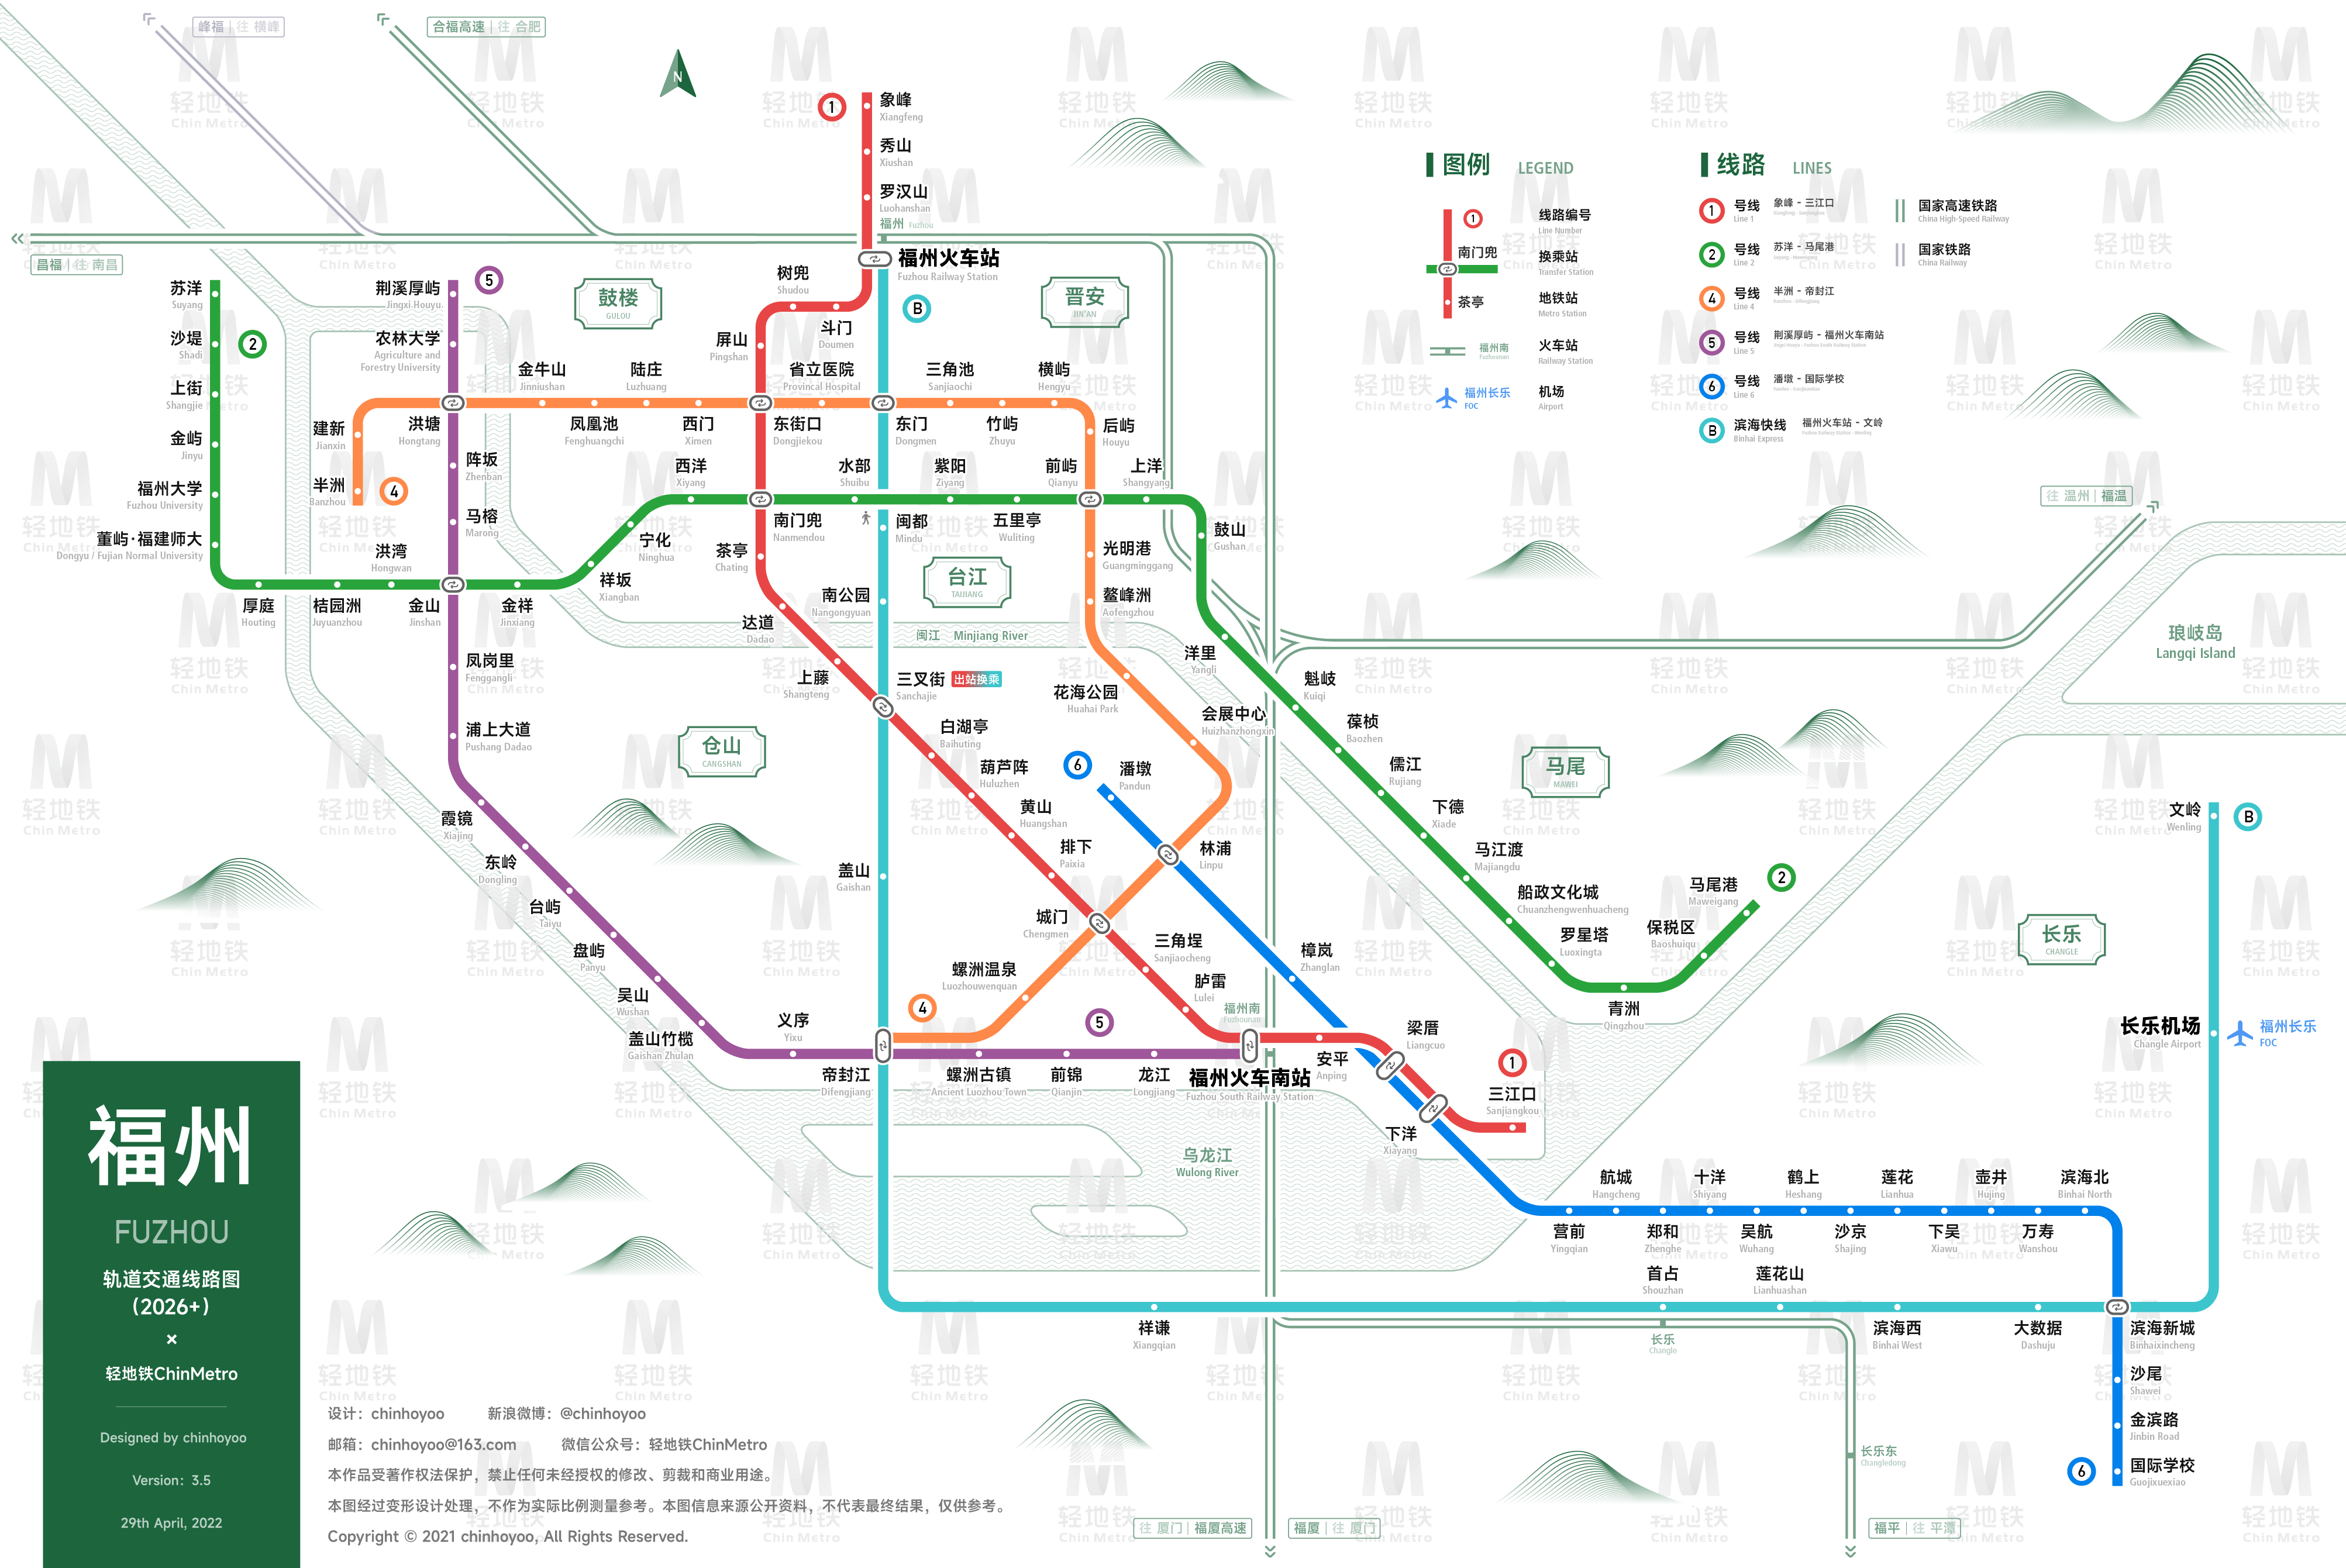 峰福 | 往 横峰
合福高速 | 往 合肥
N
昌福 | 往 南昌
往 温州 | 福温
图例 LEGEND
1
线路编号
Line Number
南门兜
换乘站
Transfer Station
茶亭
地铁站
Metro Station
福州南
Fuzhounan
火车站
Railway Station
福州长乐
FOC
机场
Airport
线路 LINES
1 号线 象峰 - 三江口
Line 1
2 号线 苏洋 - 马尾港
Line 2
4 号线 半洲 - 帝封江
Line 4
5 号线 荆溪厚屿 - 福州火车南站
Line 5
6 号线 潘墩 - 国际学校
Line 6
B 滨海快线 福州火车站 - 文岭
Binhai Express
国家高速铁路
China High-Speed Railway
国家铁路
China Railway
1
象峰
Xiangfeng
秀山
Xiushan
罗汉山
Luohanshan
福州 Fuzhou
福州火车站
Fuzhou Railway Station
B
树兜
Shudou
斗门
Doumen
屏山
Pingshan
鼓楼
GULOU
晋安
JIN'AN
苏洋
Suyang
沙堤
Shadi
2
上街
Shangjie
金屿
Jinyu
福州大学
Fuzhou University
董屿·福建师大
Dongyu / Fujian Normal University
荆溪厚屿
Jingxi Houyu
5
农林大学
Agriculture and
Forestry University
金牛山
Jinniushan
陆庄
Luzhuang
省立医院
Provincal Hospital
三角池
Sanjiaochi
横屿
Hengyu
建新
Jianxin
半洲
Banzhou
4
洪塘
Hongtang
凤凰池
Fenghuangchi
西门
Ximen
东街口
Dongjiekou
东门
Dongmen
竹屿
Zhuyu
后屿
Houyu
阵坂
Zhenban
马榕
Marong
西洋
Xiyang
水部
Shuibu
紫阳
Ziyang
前屿
Qianyu
上洋
Shangyang
南门兜
Nanmendou
闽都
Mindu
五里亭
Wuliting
鼓山
Gushan
宁化
Ninghua
茶亭
Chating
光明港
Guangminggang
洪湾
Hongwan
祥坂
Xiangban
台江
TAIJIANG
厚庭
Houting
桔园洲
Juyuanzhou
金山
Jinshan
金祥
Jinxiang
南公园
Nangongyuan
鳌峰洲
Aofengzhou
达道
Dadao
闽江 Minjiang River
琅岐岛
Langqi Island
凤岗里
Fenggangli
上藤
Shangteng
三叉街 出站换乘
Sanchajie
洋里
Yangli
魁岐
Kuiqi
花海公园
Huahai Park
会展中心
Huizhanzhongxin
葆桢
Baozhen
浦上大道
Pushang Dadao
仓山
CANGSHAN
白湖亭
Baihuting
6
潘墩
Pandun
儒江
Rujiang
马尾
MAWEI
葫芦阵
Huluzhen
黄山
Huangshan
下德
Xiade
霞镜
Xiajing
排下
Paixia
林浦
Linpu
马江渡
Majiangdu
文岭
Wenling
B
东岭
Dongling
盖山
Gaishan
船政文化城
Chuanzhengwenhuacheng
马尾港
Maweigang
2
台屿
Taiyu
城门
Chengmen
罗星塔
Luoxingta
保税区
Baoshuiqu
长乐
CHANGLE
盘屿
Panyu
三角埕
Sanjiaocheng
樟岚
Zhanglan
螺洲温泉
Luozhouwenquan
胪雷
Lulei
青洲
Qingzhou
吴山
Wushan
4
5
福州南
Fuzhounan
义序
Yixu
盖山竹榄
Gaishan Zhulan
梁厝
Liangcuo
长乐机场
Changle Airport
福州长乐
FOC
帝封江
Difengjiang
螺洲古镇
Ancient Luozhou Town
前锦
Qianjin
龙江
Longjiang
福州火车南站
Fuzhou South Railway Station
安平
Anping
1
三江口
Sanjiangkou
下洋
Xiayang
乌龙江
Wulong River
航城
Hangcheng
十洋
Shiyang
鹤上
Heshang
莲花
Lianhua
壶井
Hujing
滨海北
Binhai North
营前
Yingqian
郑和
Zhenghe
吴航
Wuhang
沙京
Shajing
下吴
Xiawu
万寿
Wanshou
首占
Shouzhan
莲花山
Lianhuashan
祥谦
Xiangqian
长乐
Changle
滨海西
Binhai West
大数据
Dashuju
滨海新城
Binhaixincheng
沙尾
Shawei
金滨路
Jinbin Road
6
国际学校
Guojixuexiao
长乐东
Changledong
往 厦门 | 福厦高速
福厦 | 往 厦门
福平 | 往 平潭
福州
FUZHOU
轨道交通线路图
(2026+)
×
轻地铁ChinMetro
Designed by chinhoyoo
Version: 3.5
29th April, 2022
设计：chinhoyoo 新浪微博：@chinhoyoo
邮箱：chinhoyoo@163.com 微信公众号：轻地铁ChinMetro
本作品受著作权法保护，禁止任何未经授权的修改、剪裁和商业用途。
本图经过变形设计处理，不作为实际比例测量参考。本图信息来源公开资料，不代表最终结果，仅供参考。
Copyright © 2021 chinhoyoo, All Rights Reserved.
轻地铁
Chin Metro